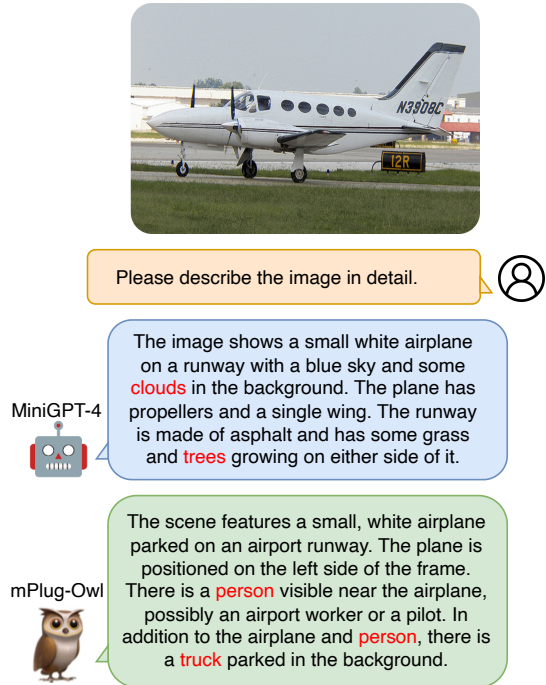 N3908C
12R
Please describe the image in detail.
The image shows a small white airplane
on a runway with a blue sky and some
clouds in the background. The plane has
propellers and a single wing. The runway
is made of asphalt and has some grass
and trees growing on either side of it.
MiniGPT-4
The scene features a small, white airplane
parked on an airport runway. The plane is
positioned on the left side of the frame.
There is a person visible near the airplane,
possibly an airport worker or a pilot. In
addition to the airplane and person, there is
a truck parked in the background.
mPlug-Owl